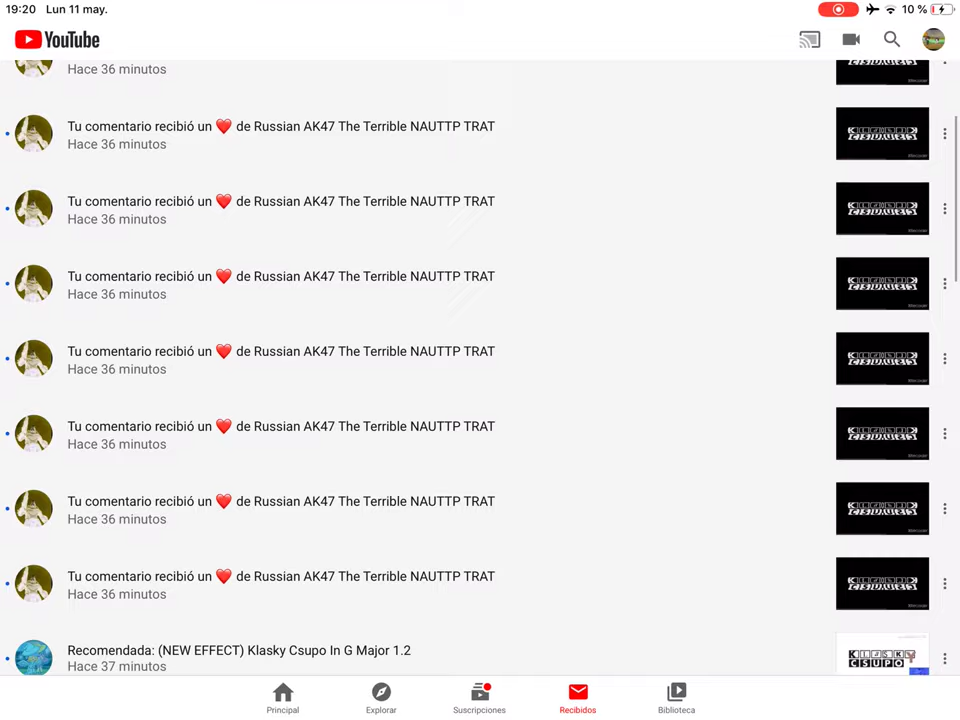 19:20 Lun 11 may. 10 %
YouTube
Hace 36 minutos
Tu comentario recibió un ❤️ de Russian AK47 The Terrible NAUTTP TRAT
Hace 36 minutos
Tu comentario recibió un ❤️ de Russian AK47 The Terrible NAUTTP TRAT
Hace 36 minutos
Tu comentario recibió un ❤️ de Russian AK47 The Terrible NAUTTP TRAT
Hace 36 minutos
Tu comentario recibió un ❤️ de Russian AK47 The Terrible NAUTTP TRAT
Hace 36 minutos
Tu comentario recibió un ❤️ de Russian AK47 The Terrible NAUTTP TRAT
Hace 36 minutos
Tu comentario recibió un ❤️ de Russian AK47 The Terrible NAUTTP TRAT
Hace 36 minutos
Tu comentario recibió un ❤️ de Russian AK47 The Terrible NAUTTP TRAT
Hace 36 minutos
Recomendada: (NEW EFFECT) Klasky Csupo In G Major 1.2
Hace 37 minutos
KLASKY
CSUPO
Principal Explorar Suscripciones Recibidos Biblioteca